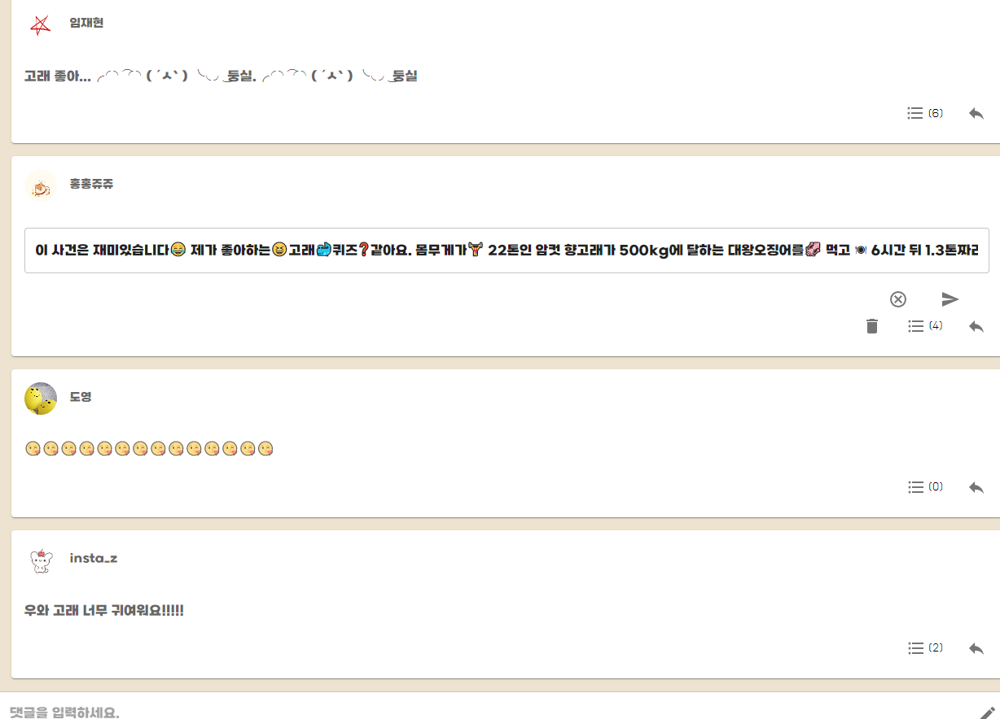 임재현
고래 좋아... ╭◜◝ ͡ ◜◝ ( ´ㅅ` ) ╰◟◞ ͜ 둥실. ╭◜◝ ͡ ◜◝ ( ´ㅅ` ) ╰◟◞ ͜ 둥실
(6)
홍홍쥬쥬
이 사건은 재미있습니다😂 제가 좋아하는😆고래🐳퀴즈❓같아요. 몸무게가🏋 22톤인 암컷 향고래가 500kg에 달하는 대왕오징어를🦑 먹고 🍽 6시간 뒤 1.3톤짜리
(4)
도영
😋😋😋😋😋😋😋😋😋😋😋😋😋😋
(0)
insta_z
우와 고래 너무 귀여워요!!!!!
(2)
댓글을 입력하세요.